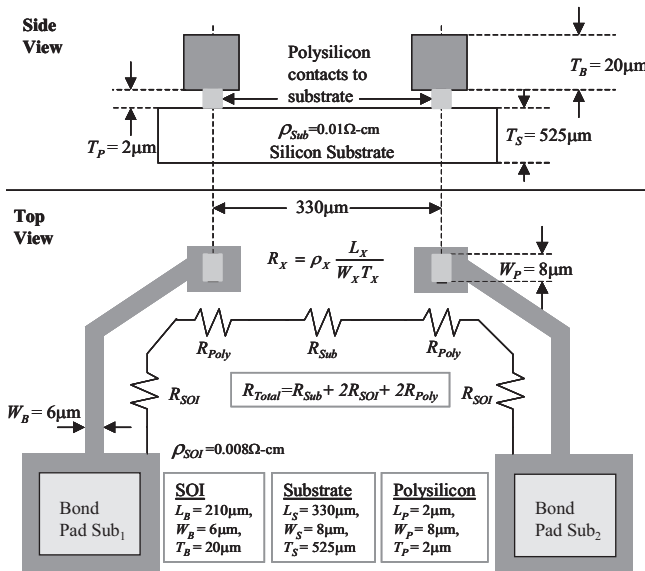 Side
View
Polysilicon
contacts to
substrate
T_B = 20μm
T_P = 2μm
ρ_Sub=0.01Ω-cm
Silicon Substrate
T_S = 525μm
330μm
Top
View
R_X = ρ_X L_X / W_X T_X
W_P = 8μm
R_Poly
R_Sub
R_Poly
R_SOI
R_Total=R_Sub+ 2R_SOI+ 2R_Poly
R_SOI
W_B = 6μm
ρ_SOI=0.008Ω-cm
Bond
Pad Sub₁
SOI
L_B = 210μm,
W_B = 6μm,
T_B = 20μm
Substrate
L_S = 330μm,
W_S = 8μm,
T_S = 525μm
Polysilicon
L_P = 2μm,
W_P = 8μm,
T_P = 2μm
Bond
Pad Sub₂